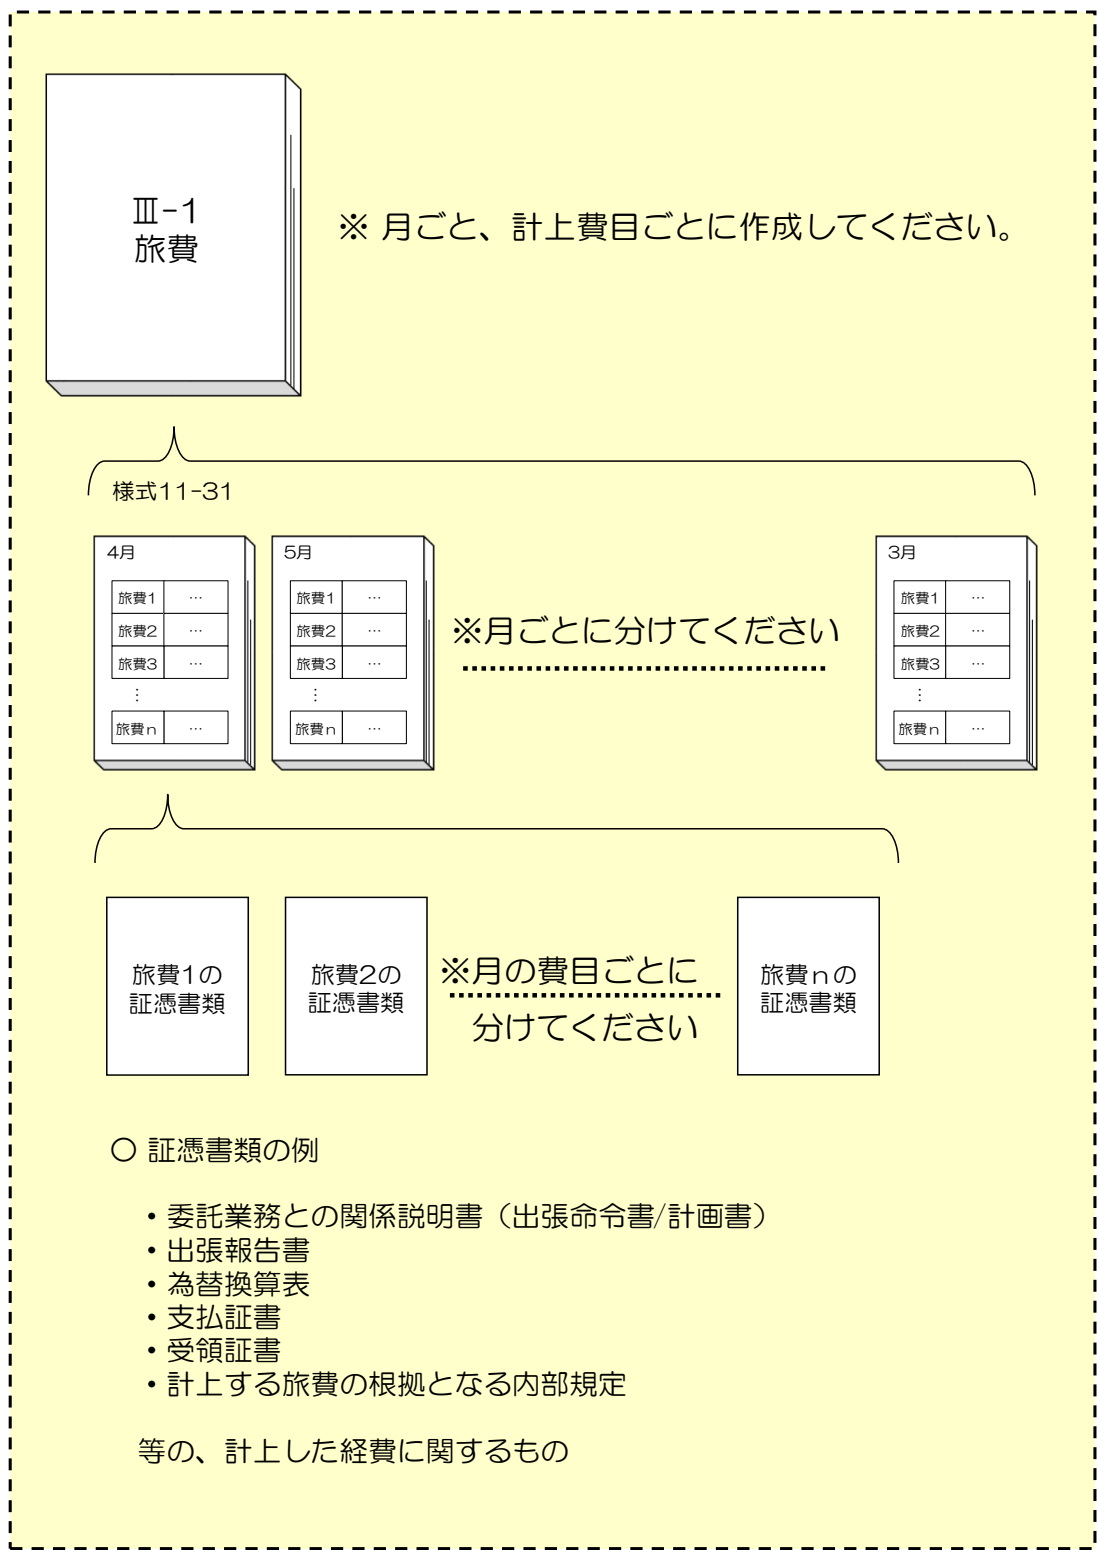 Ⅲ-1
旅費
※ 月ごと、計上費目ごとに作成してください。
様式11-31
4月
旅費1 …
旅費2 …
旅費3 …
⋮
旅費n …
5月
旅費1 …
旅費2 …
旅費3 …
⋮
旅費n …
※月ごとに分けてください
3月
旅費1 …
旅費2 …
旅費3 …
⋮
旅費n …
旅費1の
証憑書類
旅費2の
証憑書類
※月の費目ごとに
分けてください
旅費nの
証憑書類
○ 証憑書類の例
・委託業務との関係説明書（出張命令書/計画書）
・出張報告書
・為替換算表
・支払証書
・受領証書
・計上する旅費の根拠となる内部規定
等の、計上した経費に関するもの